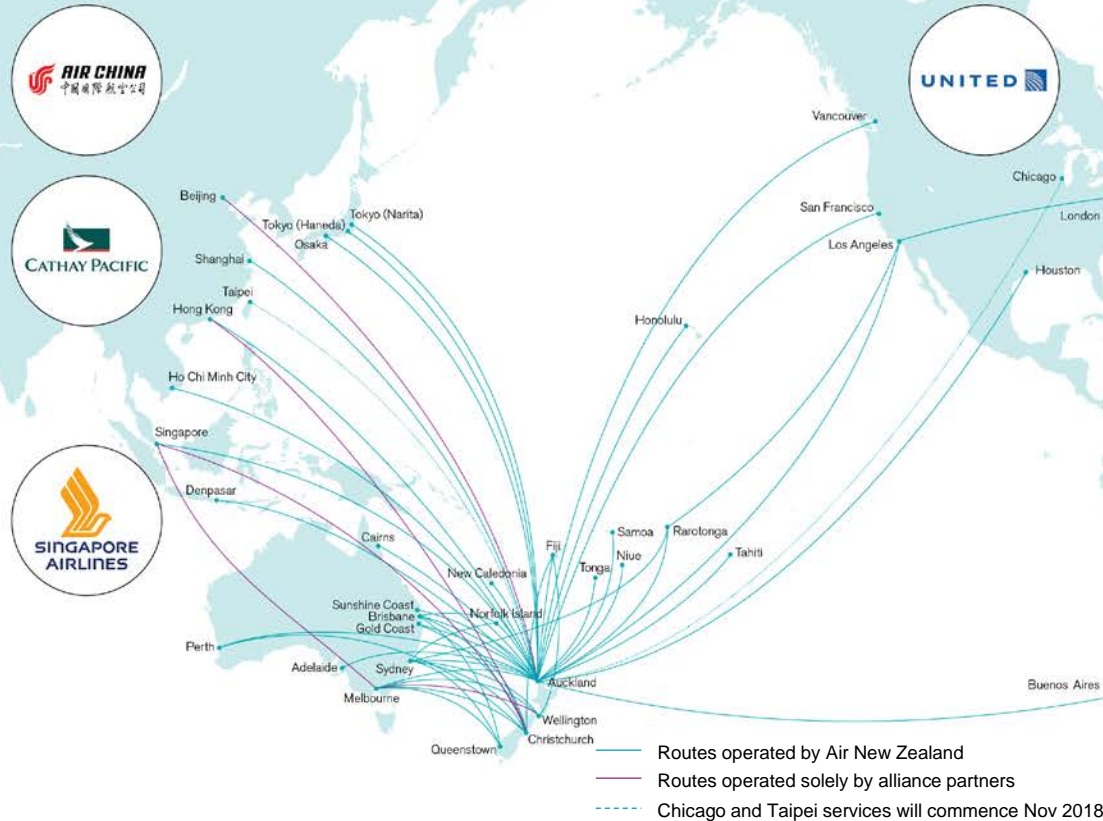 AIR CHINA
中國國際航空公司
UNITED
CATHAY PACIFIC
SINGAPORE
AIRLINES
Vancouver
Chicago
Beijing
San Francisco
London
Tokyo (Narita)
Tokyo (Haneda)
Osaka
Los Angeles
Shanghai
Houston
Taipei
Hong Kong
Honolulu
Ho Chi Minh City
Singapore
Denpasar
Samoa
Rarotonga
Cairns
Fiji
Niue
Tahiti
Tonga
New Caledonia
Sunshine Coast
Brisbane
Gold Coast
Norfolk Island
Perth
Adelaide
Sydney
Auckland
Buenos Aires
Melbourne
Wellington
Christchurch
Queenstown
Routes operated by Air New Zealand
Routes operated solely by alliance partners
Chicago and Taipei services will commence Nov 2018